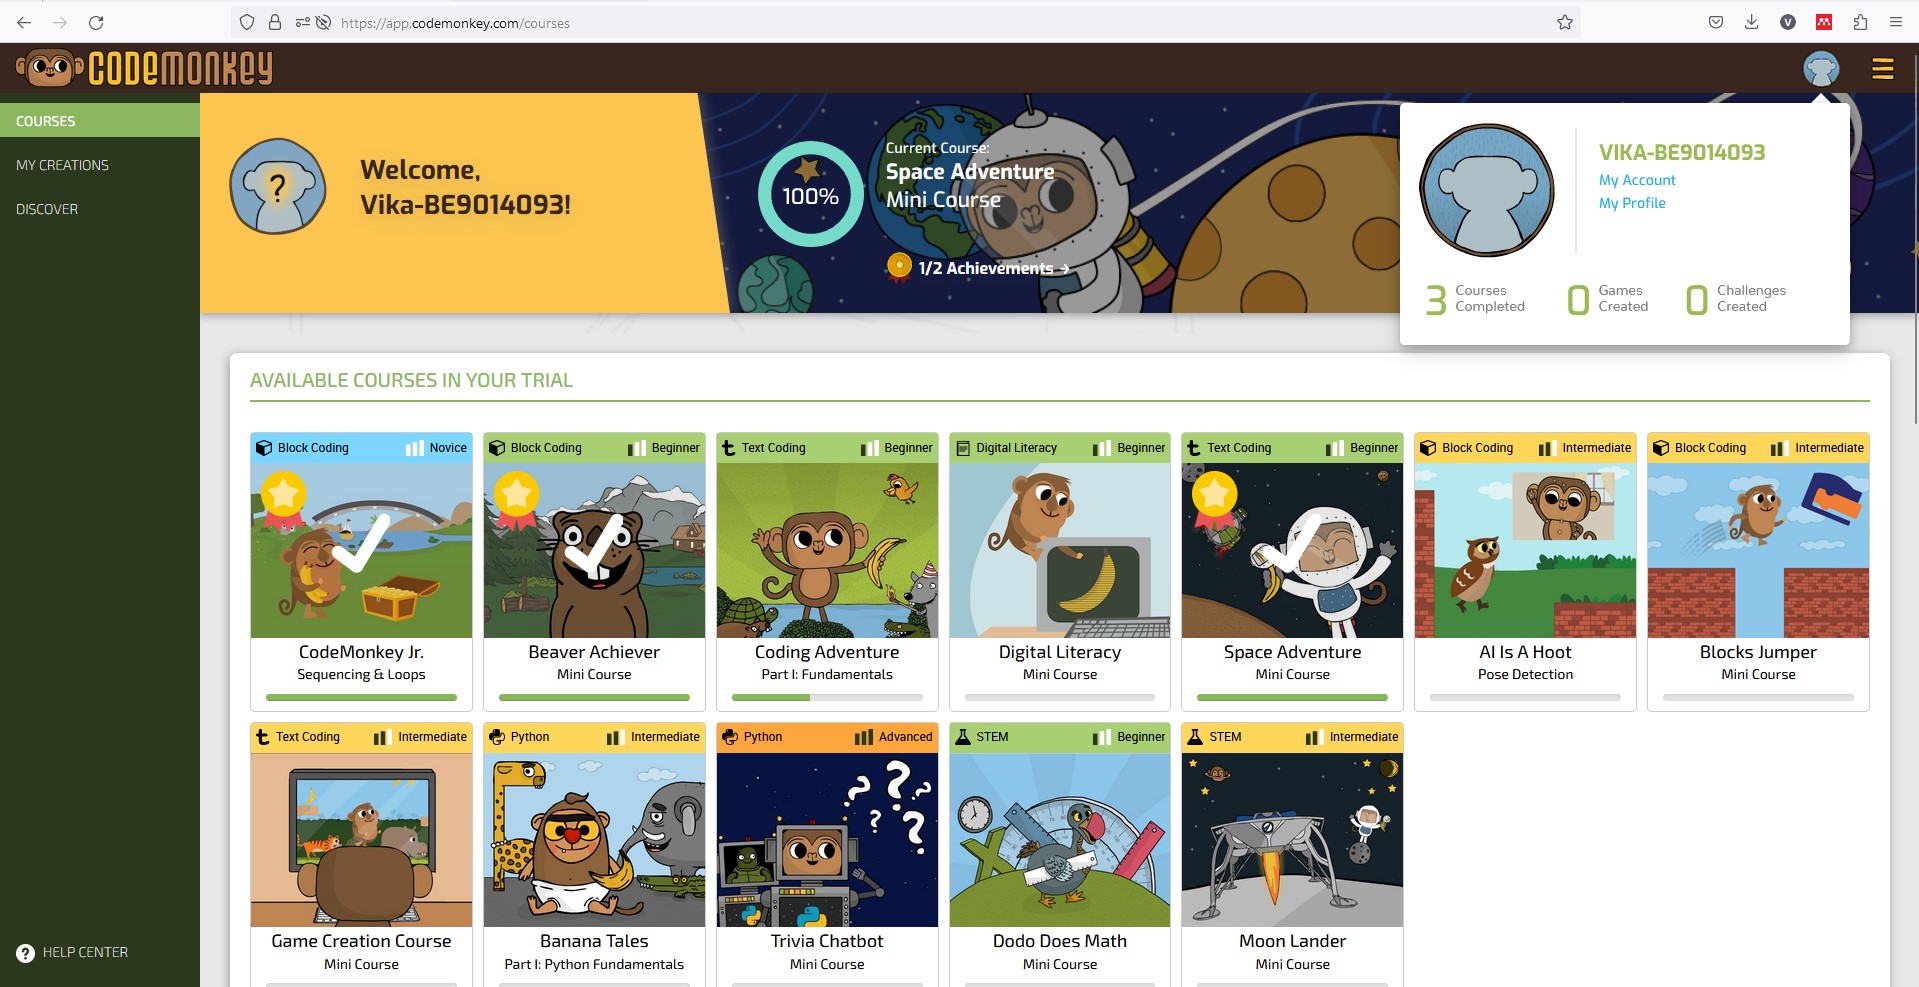 https://app.codemonkey.com/courses
V
CODEMONKEY
COURSES
MY CREATIONS
DISCOVER
HELP CENTER
?
Welcome,
Vika-BE9014093!
100%
Current Course:
Space Adventure
Mini Course
1/2 Achievements →
VIKA-BE9014093
My Account
My Profile
3 Courses Completed
0 Games Created
0 Challenges Created
AVAILABLE COURSES IN YOUR TRIAL
Block Coding Novice
CodeMonkey Jr.
Sequencing & Loops
Block Coding Beginner
Beaver Achiever
Mini Course
Text Coding Beginner
Coding Adventure
Part I: Fundamentals
Digital Literacy Beginner
Digital Literacy
Mini Course
Text Coding Beginner
Space Adventure
Mini Course
Block Coding Intermediate
AI Is A Hoot
Pose Detection
Block Coding Intermediate
Blocks Jumper
Mini Course
Text Coding Intermediate
Game Creation Course
Mini Course
Python Intermediate
Banana Tales
Part I: Python Fundamentals
Python Advanced
Trivia Chatbot
Mini Course
STEM Beginner
Dodo Does Math
Mini Course
STEM Intermediate
Moon Lander
Mini Course